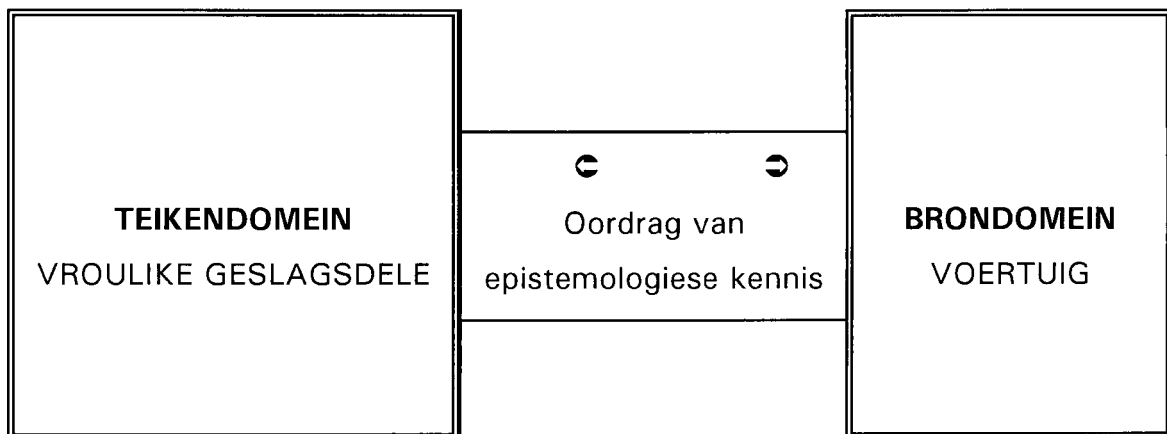 TEIKENDOMEIN
VROULIKE GESLAGSDELE
Oordrag van
epistemologiese kennis
BRONDOMEIN
VOERTUIG